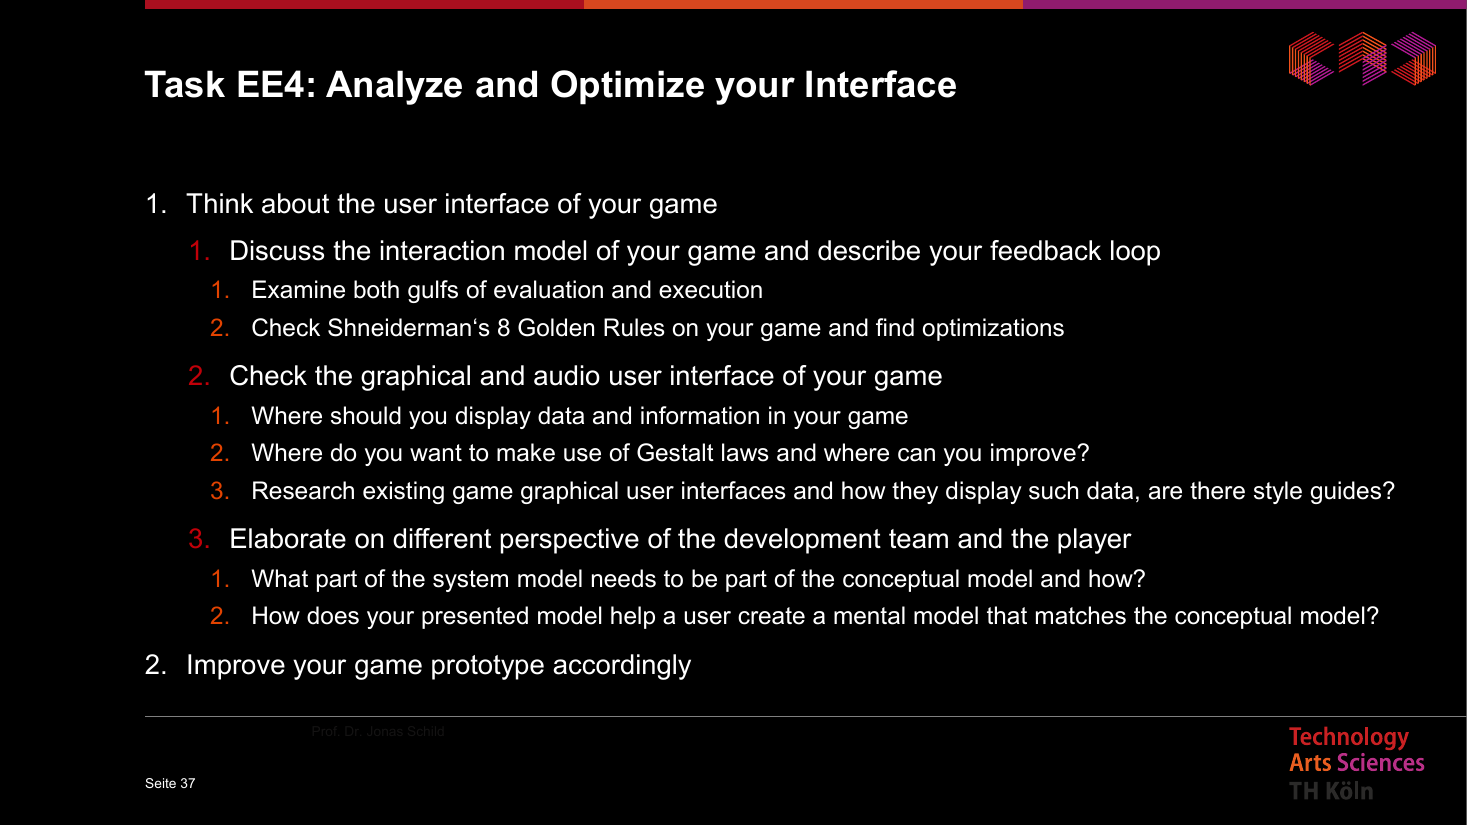 Task EE4: Analyze and Optimize your Interface
1. Think about the user interface of your game
1. Discuss the interaction model of your game and describe your feedback loop
1. Examine both gulfs of evaluation and execution
2. Check Shneiderman‘s 8 Golden Rules on your game and find optimizations
2. Check the graphical and audio user interface of your game
1. Where should you display data and information in your game
2. Where do you want to make use of Gestalt laws and where can you improve?
3. Research existing game graphical user interfaces and how they display such data, are there style guides?
3. Elaborate on different perspective of the development team and the player
1. What part of the system model needs to be part of the conceptual model and how?
2. How does your presented model help a user create a mental model that matches the conceptual model?
2. Improve your game prototype accordingly
Prof. Dr. Jonas Schild
Seite 37
Technology
Arts Sciences
TH Köln